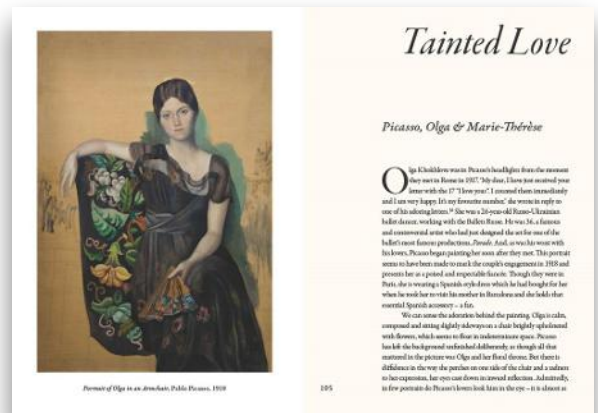 Tainted Love
Picasso, Olga & Marie-Thérèse
Olga Khokhlova was in Picasso's headlights from the moment
they met in Rome in 1917. 'My dear, I have just received your
letter with the 17 "I love yous". I counted them immediately
and I am very happy. It's my favourite number,' she wrote in reply to
one of his adoring letters. She was a 26-year-old Russo-Ukrainian
ballet dancer, working with the Ballets Russes. He was 36, a famous
and controversial artist who had just designed the set for one of the
ballet's most famous productions, Parade. And, as was his wont with
his lovers, Picasso began painting her soon after they met. This portrait
seems to have been made to mark the couple's engagement in 1918 and
presents her as a poised and respectable fiancée. Though they were in
Paris, she is wearing a Spanish-style dress which he had bought for her
when he took her to visit his mother in Barcelona and she holds that
essential Spanish accessory – a fan.
We can sense the adoration behind the painting. Olga is calm,
composed and sitting slightly sideways on a chair brightly upholstered
with flowers, which seems to float in indeterminate space. Picasso
has left the background unfinished deliberately, as though all that
mattered in the picture was Olga and her floral throne. But there is
diffidence in the way she perches on one side of the chair and a sadness
to her expression, her eyes cast down in inward reflection. Admittedly,
in few portraits do Picasso's lovers look him in the eye – it is almost as
Portrait of Olga in an Armchair, Pablo Picasso, 1918
105